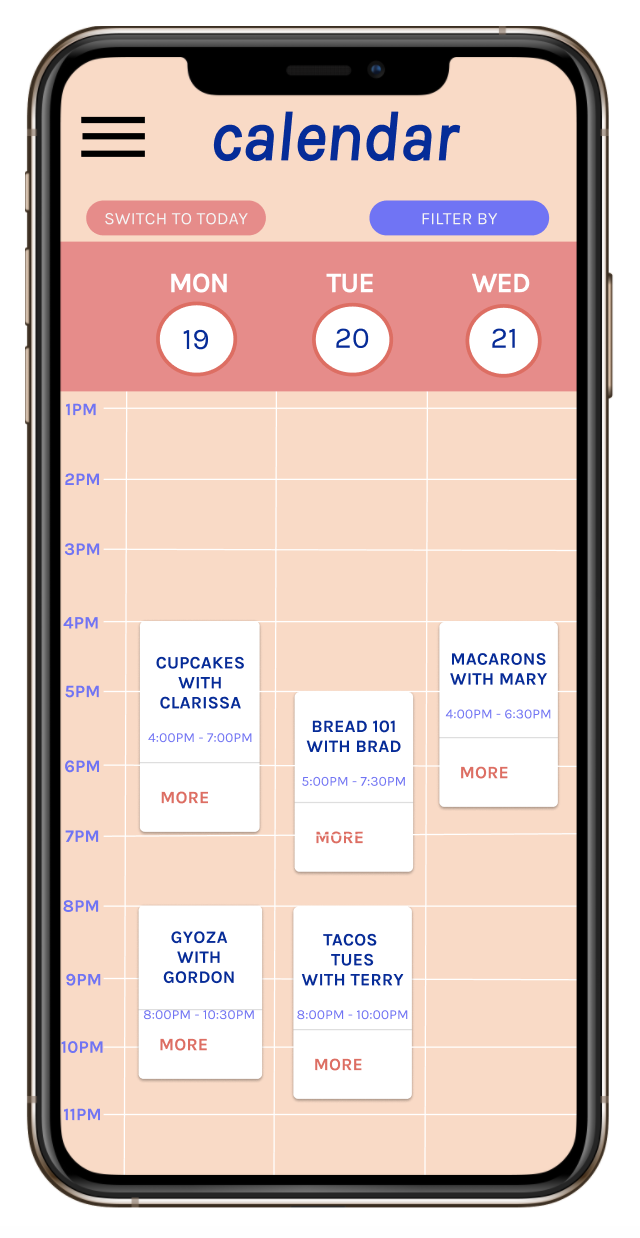 calendar
SWITCH TO TODAY
FILTER BY
MON
TUE
WED
19
20
21
1PM
2PM
3PM
4PM
5PM
6PM
7PM
8PM
9PM
10PM
11PM
CUPCAKES
WITH
CLARISSA
4:00PM - 7:00PM
MORE
BREAD 101
WITH BRAD
5:00PM - 7:30PM
MORE
MACARONS
WITH MARY
4:00PM - 6:30PM
MORE
GYOZA
WITH
GORDON
8:00PM - 10:30PM
MORE
TACOS
TUES
WITH TERRY
8:00PM - 10:00PM
MORE